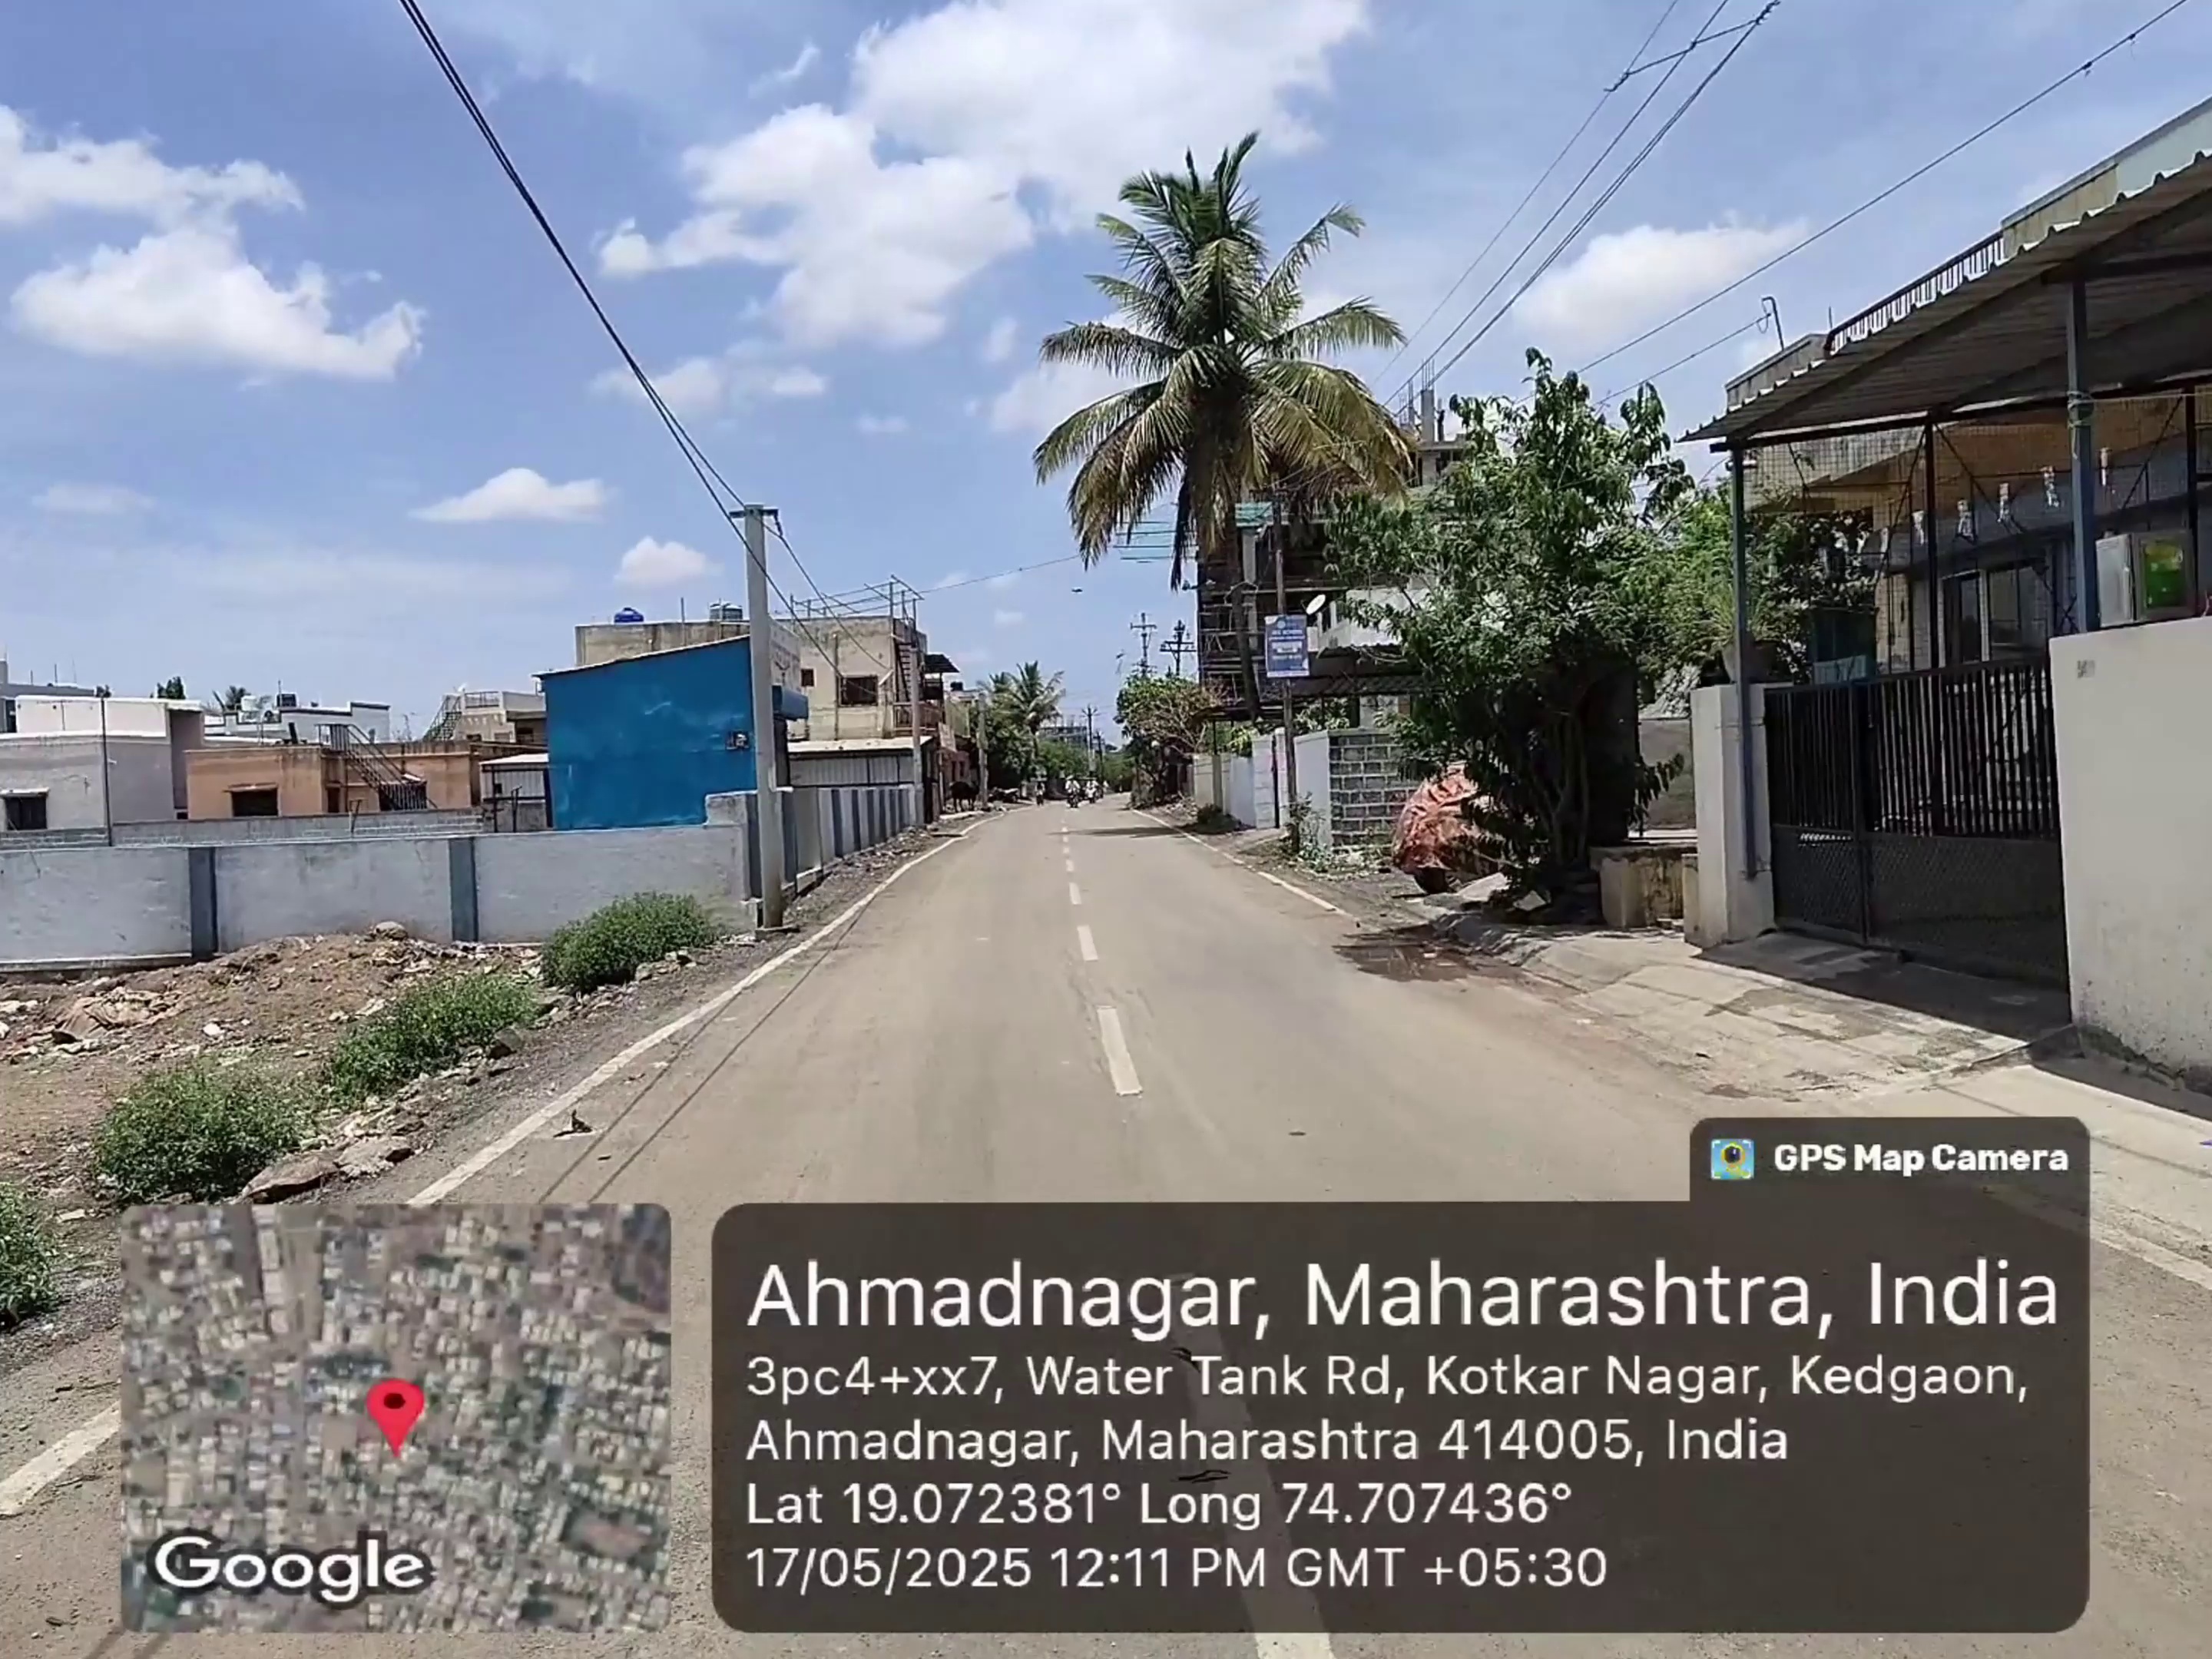 GPS Map Camera
Ahmadnagar, Maharashtra, India
3pc4+xx7, Water Tank Rd, Kotkar Nagar, Kedgaon,
Ahmadnagar, Maharashtra 414005, India
Lat 19.072381° Long 74.707436°
17/05/2025 12:11 PM GMT +05:30
Google